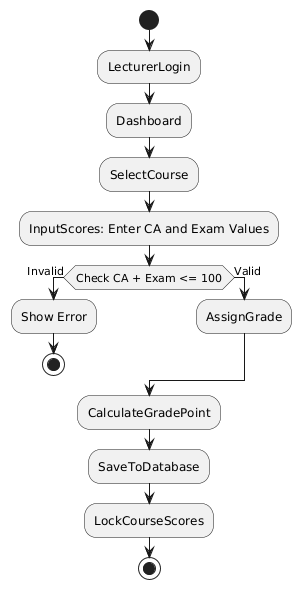 LecturerLogin
Dashboard
SelectCourse
InputScores: Enter CA and Exam Values
Invalid
Check CA + Exam <= 100
Valid
Show Error
AssignGrade
CalculateGradePoint
SaveToDatabase
LockCourseScores